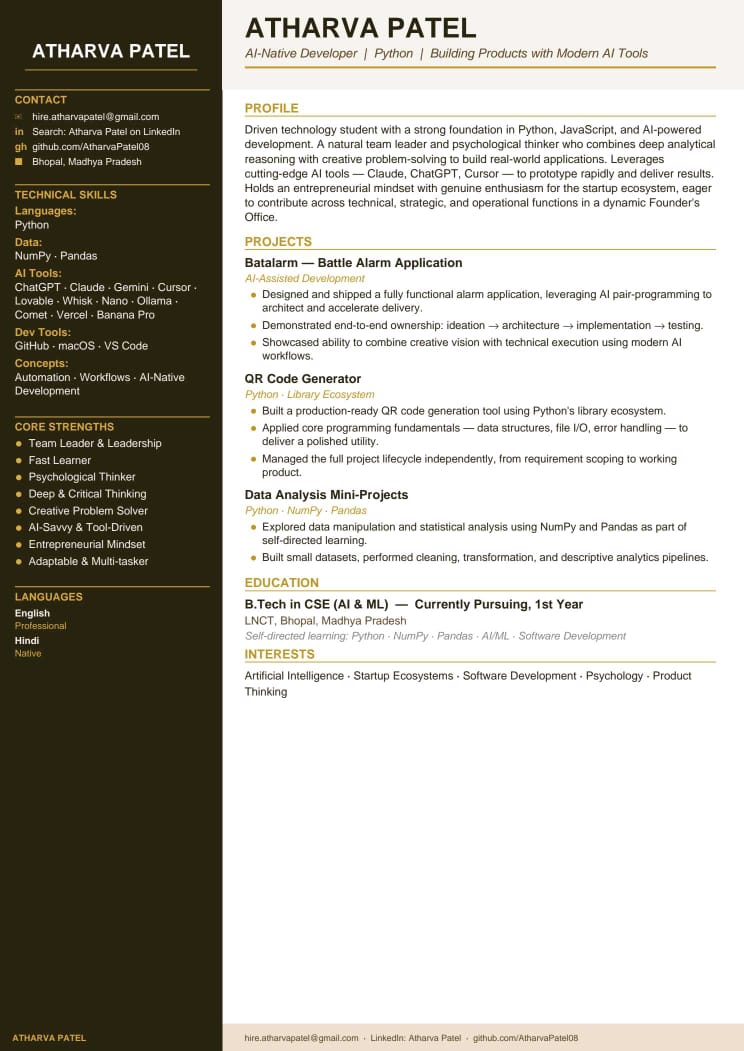 ATHARVA PATEL
CONTACT
hire.atharvapatel@gmail.com
in Search: Atharva Patel on LinkedIn
gh github.com/AtharvaPatel08
Bhopal, Madhya Pradesh
TECHNICAL SKILLS
Languages:
Python
Data:
NumPy · Pandas
AI Tools:
ChatGPT · Claude · Gemini · Cursor ·
Lovable · Whisk · Nano · Ollama ·
Comet · Vercel · Banana Pro
Dev Tools:
GitHub · macOS · VS Code
Concepts:
Automation · Workflows · AI-Native
Development
CORE STRENGTHS
● Team Leader & Leadership
● Fast Learner
● Psychological Thinker
● Deep & Critical Thinking
● Creative Problem Solver
● AI-Savvy & Tool-Driven
● Entrepreneurial Mindset
● Adaptable & Multi-tasker
LANGUAGES
English
Professional
Hindi
Native
ATHARVA PATEL
ATHARVA PATEL
AI-Native Developer | Python | Building Products with Modern AI Tools
PROFILE
Driven technology student with a strong foundation in Python, JavaScript, and AI-powered
development. A natural team leader and psychological thinker who combines deep analytical
reasoning with creative problem-solving to build real-world applications. Leverages
cutting-edge AI tools — Claude, ChatGPT, Cursor — to prototype rapidly and deliver results.
Holds an entrepreneurial mindset with genuine enthusiasm for the startup ecosystem, eager
to contribute across technical, strategic, and operational functions in a dynamic Founder's
Office.
PROJECTS
Batalarm — Battle Alarm Application
AI-Assisted Development
● Designed and shipped a fully functional alarm application, leveraging AI pair-programming to
architect and accelerate delivery.
● Demonstrated end-to-end ownership: ideation → architecture → implementation → testing.
● Showcased ability to combine creative vision with technical execution using modern AI
workflows.
QR Code Generator
Python · Library Ecosystem
● Built a production-ready QR code generation tool using Python's library ecosystem.
● Applied core programming fundamentals — data structures, file I/O, error handling — to
deliver a polished utility.
● Managed the full project lifecycle independently, from requirement scoping to working
product.
Data Analysis Mini-Projects
Python · NumPy · Pandas
● Explored data manipulation and statistical analysis using NumPy and Pandas as part of
self-directed learning.
● Built small datasets, performed cleaning, transformation, and descriptive analytics pipelines.
EDUCATION
B.Tech in CSE (AI & ML) — Currently Pursuing, 1st Year
LNCT, Bhopal, Madhya Pradesh
Self-directed learning: Python · NumPy · Pandas · AI/ML · Software Development
INTERESTS
Artificial Intelligence · Startup Ecosystems · Software Development · Psychology · Product
Thinking
hire.atharvapatel@gmail.com · LinkedIn: Atharva Patel · github.com/AtharvaPatel08